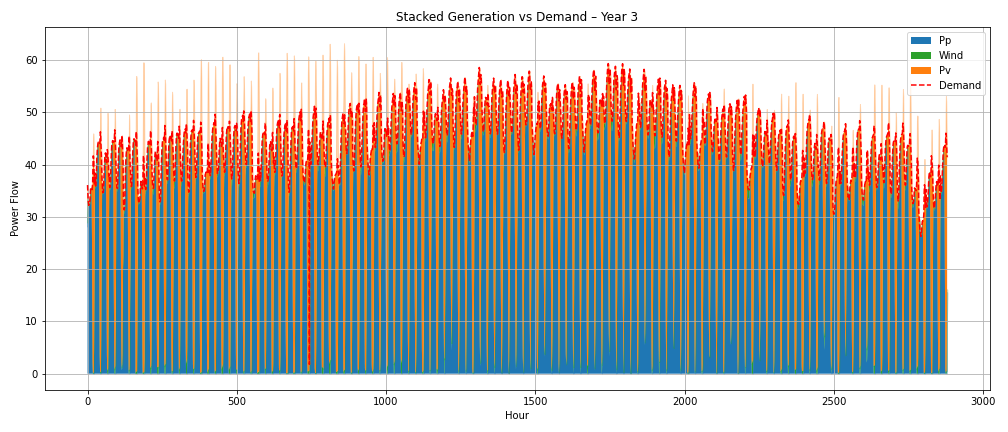 Stacked Generation vs Demand – Year 3
Power Flow
60
50
40
30
20
10
0
Pp
Wind
Pv
Demand
0 500 1000 1500 2000 2500 3000
Hour